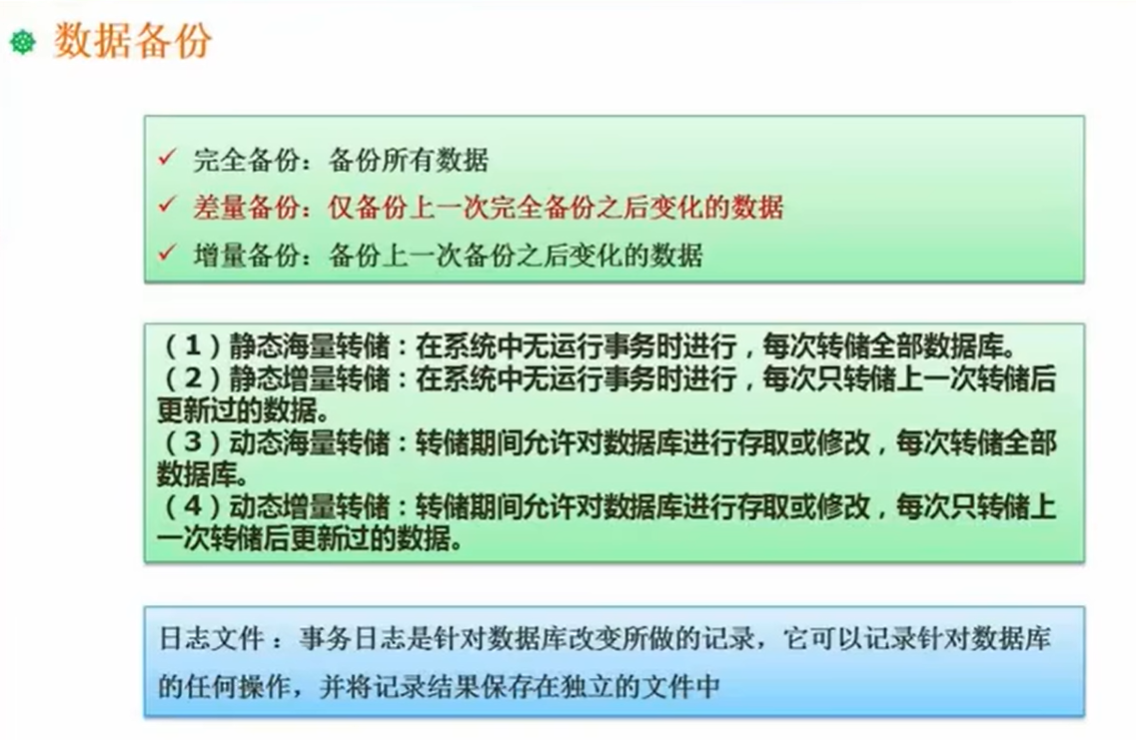 数据备份
完全备份：备份所有数据
差量备份：仅备份上一次完全备份之后变化的数据
增量备份：备份上一次备份之后变化的数据
（1）静态海量转储：在系统中无运行事务时进行，每次转储全部数据库。
（2）静态增量转储：在系统中无运行事务时进行，每次只转储上一次转储后
更新过的数据。
（3）动态海量转储：转储期间允许对数据库进行存取或修改，每次转储全部
数据库。
（4）动态增量转储：转储期间允许对数据库进行存取或修改，每次只转储上
一次转储后更新过的数据。
日志文件：事务日志是针对数据库改变所做的记录，它可以记录针对数据库
的任何操作，并将记录结果保存在独立的文件中